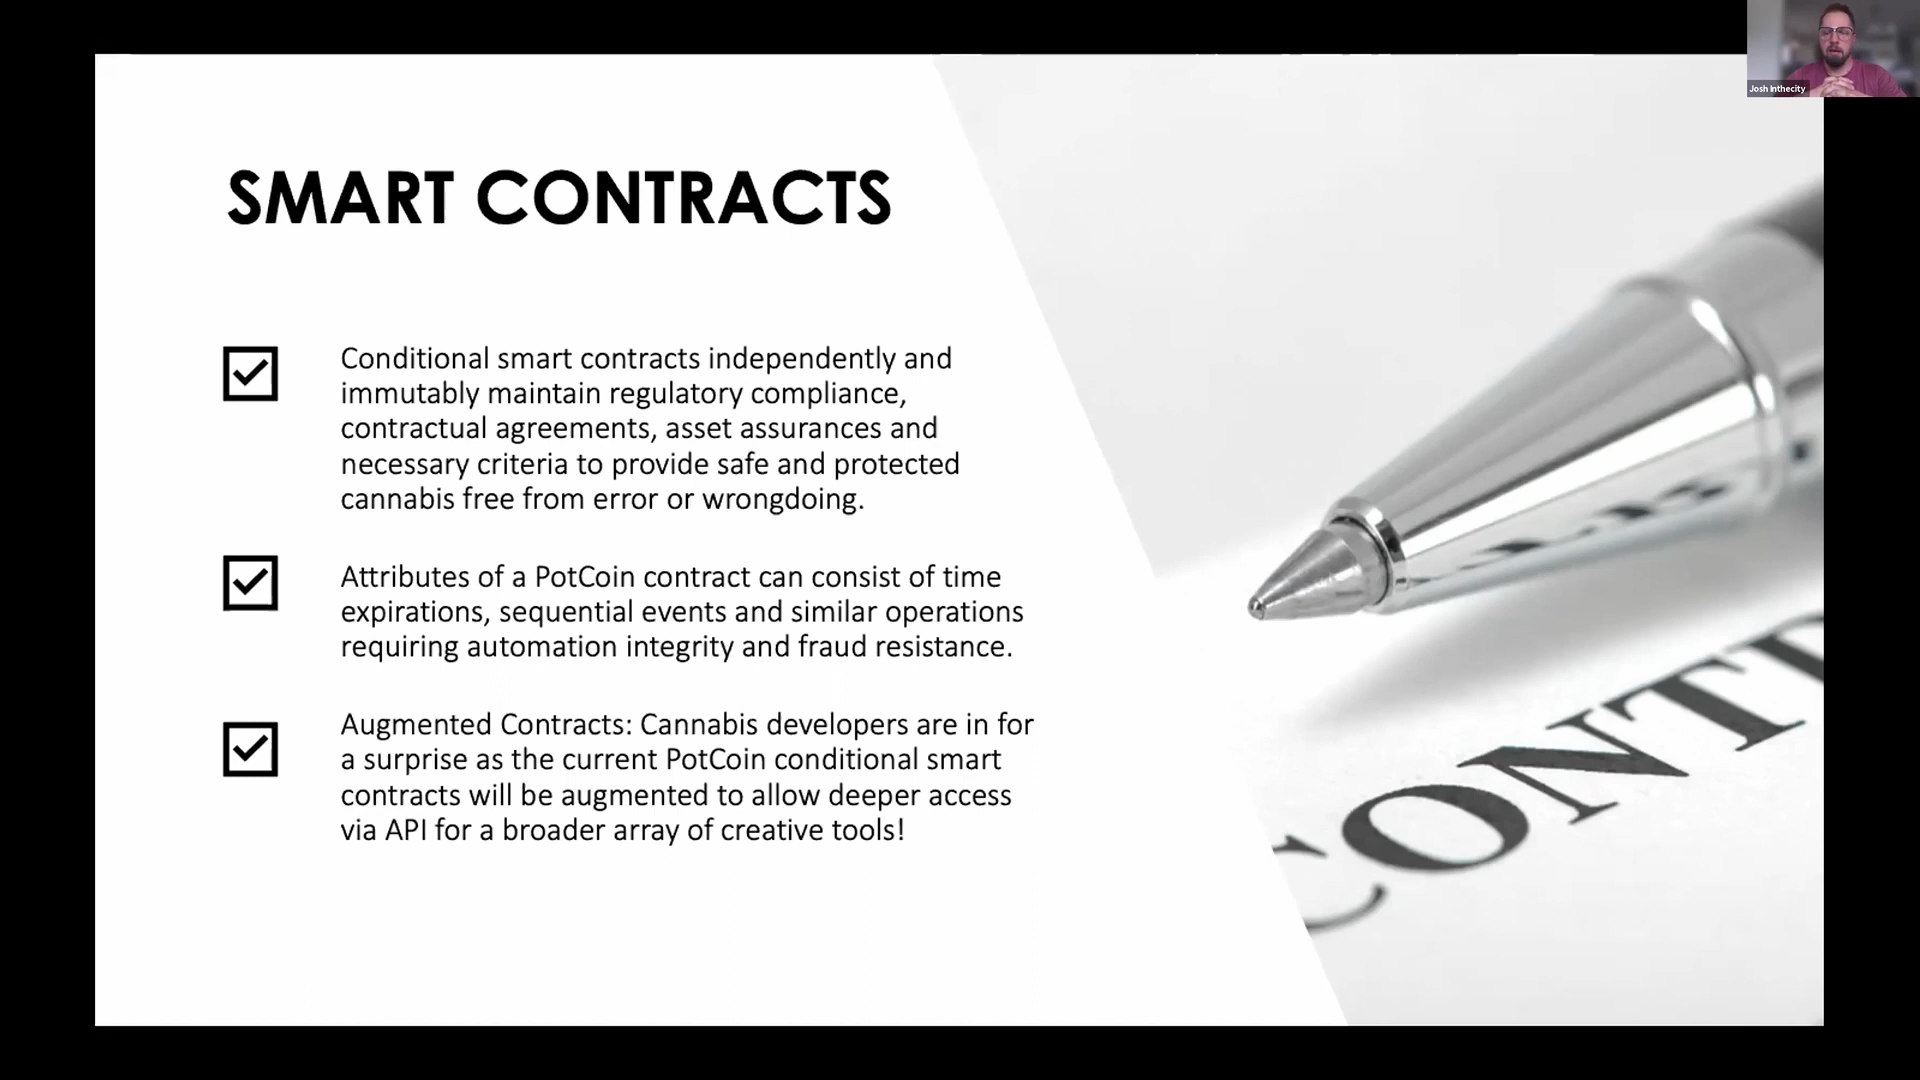 Josh Inthecity
SMART CONTRACTS
Conditional smart contracts independently and
immutably maintain regulatory compliance,
contractual agreements, asset assurances and
necessary criteria to provide safe and protected
cannabis free from error or wrongdoing.
Attributes of a PotCoin contract can consist of time
expirations, sequential events and similar operations
requiring automation integrity and fraud resistance.
Augmented Contracts: Cannabis developers are in for
a surprise as the current PotCoin conditional smart
contracts will be augmented to allow deeper access
via API for a broader array of creative tools!
CONTR